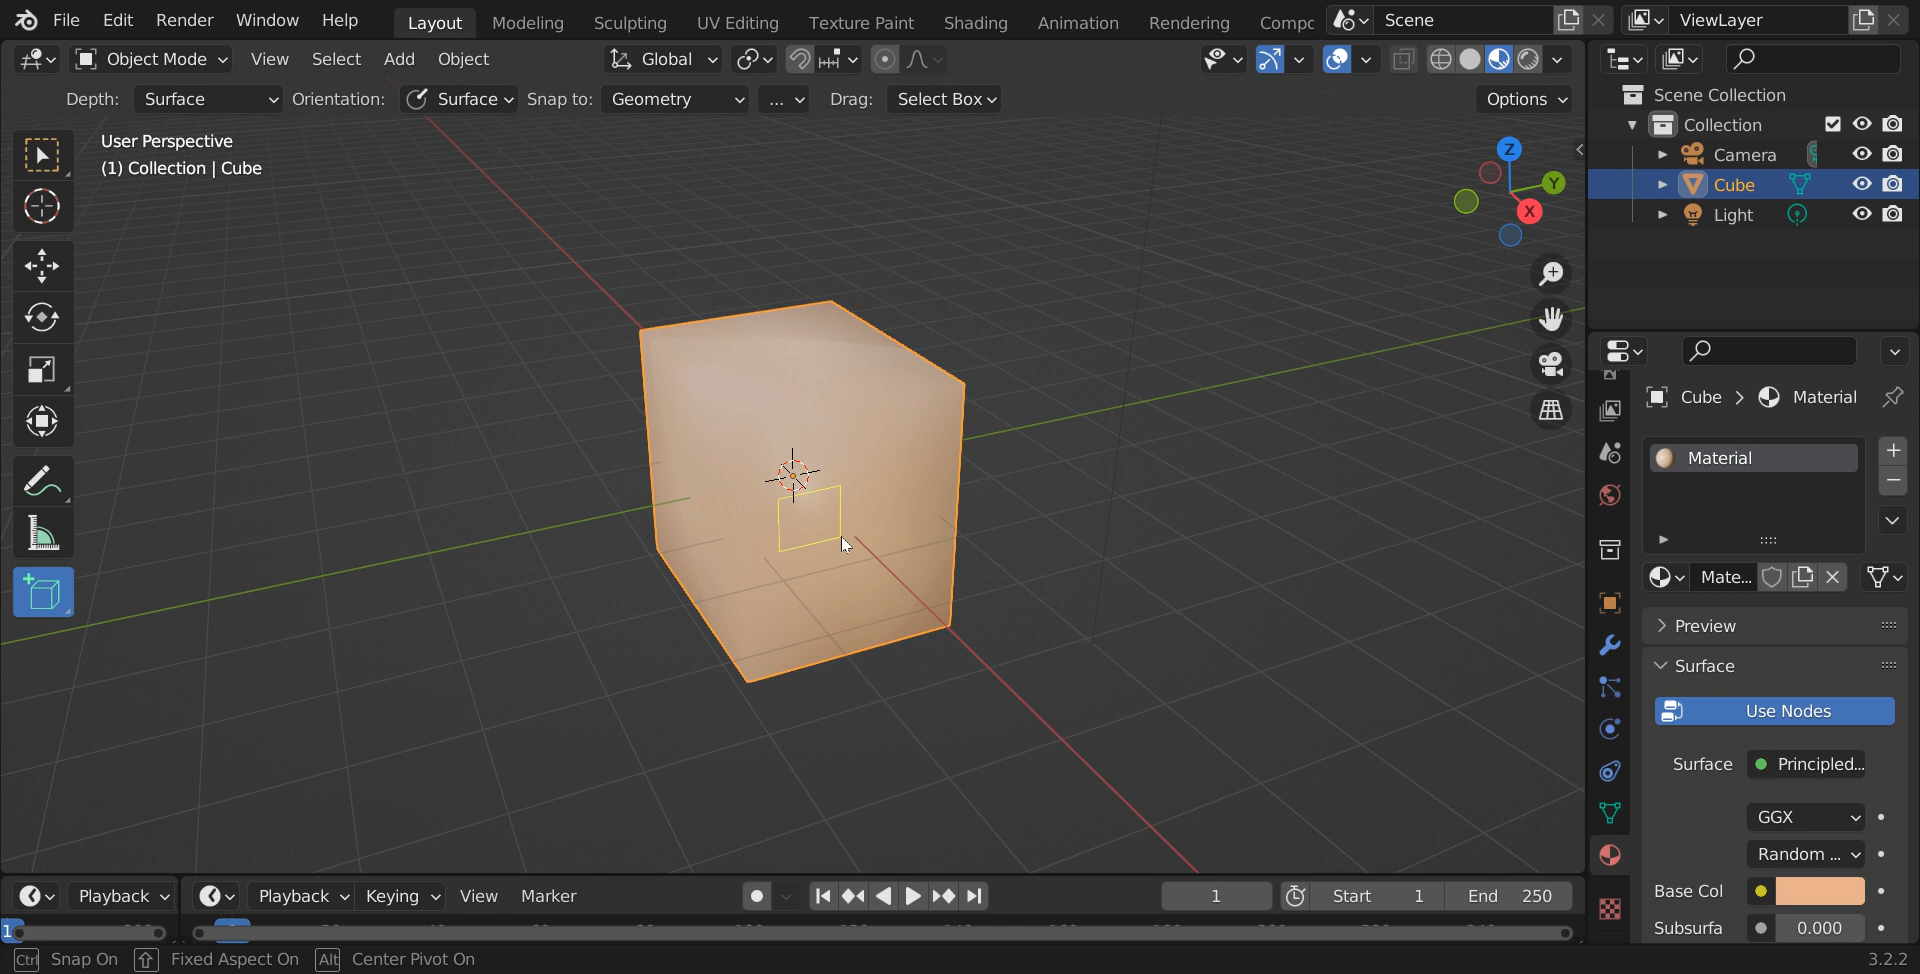 File Edit Render Window Help Layout Modeling Sculpting UV Editing Texture Paint Shading Animation Rendering Compc Scene ViewLayer
Object Mode View Select Add Object Global
Depth: Surface Orientation: Surface Snap to: Geometry ... Drag: Select Box Options
User Perspective
(1) Collection | Cube
Z
Y
X
Scene Collection
Collection
Camera
Cube
Light
Cube > Material
Material
Mate...
Preview
Surface
Use Nodes
Surface Principled...
GGX
Random ...
Base Col
Subsurfa 0.000
Playback Playback Keying View Marker 1 Start 1 End 250
1
Ctrl Snap On Fixed Aspect On Alt Center Pivot On 3.2.2